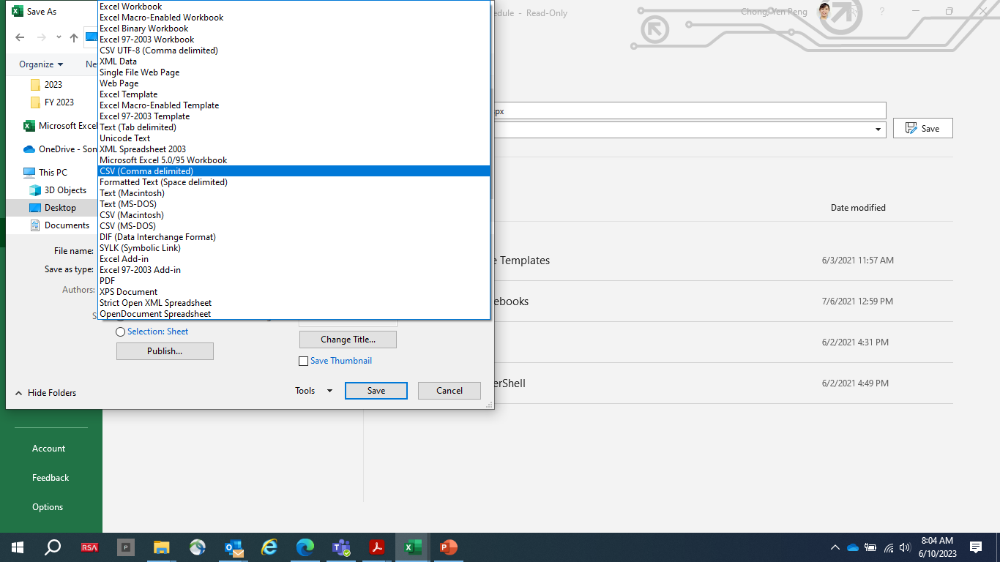 Save As
Organize
Ne
2023
FY 2023
Microsoft Excel
OneDrive - Son
This PC
3D Objects
Desktop
Documents
File name:
Save as type:
Authors:
S
Excel Workbook
Excel Macro-Enabled Workbook
Excel Binary Workbook
Excel 97-2003 Workbook
CSV UTF-8 (Comma delimited)
XML Data
Single File Web Page
Web Page
Excel Template
Excel Macro-Enabled Template
Excel 97-2003 Template
Text (Tab delimited)
Unicode Text
XML Spreadsheet 2003
Microsoft Excel 5.0/95 Workbook
CSV (Comma delimited)
Formatted Text (Space delimited)
Text (Macintosh)
Text (MS-DOS)
CSV (Macintosh)
CSV (MS-DOS)
DIF (Data Interchange Format)
SYLK (Symbolic Link)
Excel Add-in
Excel 97-2003 Add-in
PDF
XPS Document
Strict Open XML Spreadsheet
OpenDocument Spreadsheet
Selection: Sheet
Publish...
Change Title...
Save Thumbnail
Hide Folders
Tools
Save
Cancel
edule - Read-Only
Chong, Yen Peng
?
px
Save
Date modified
e Templates
6/3/2021 11:57 AM
ebooks
7/6/2021 12:59 PM
6/2/2021 4:31 PM
erShell
6/2/2021 4:49 PM
Account
Feedback
Options
RSA
P
8:04 AM
6/10/2023